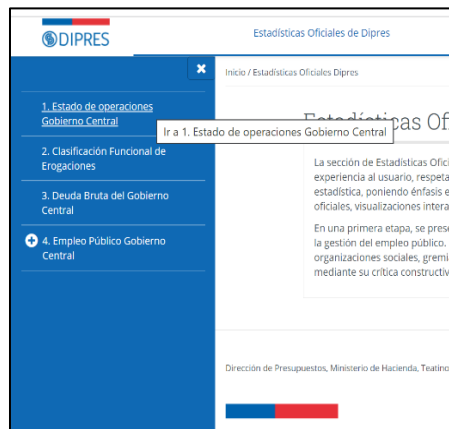 DIPRES
Estadísticas Oficiales de Dipres
Inicio / Estadísticas Oficiales Dipres
1. Estado de operaciones
Gobierno Central
Ir a 1. Estado de operaciones Gobierno Central
2. Clasificación Funcional de
Erogaciones
3. Deuda Bruta del Gobierno
Central
4. Empleo Público Gobierno
Central
Estadísticas Of
La sección de Estadísticas Ofici
experiencia al usuario, respeta
estadística, poniendo énfasis e
oficiales, visualizaciones intera
En una primera etapa, se prese
la gestión del empleo público.
organizaciones sociales, gremi
mediante su crítica constructiv
Dirección de Presupuestos, Ministerio de Hacienda, Teatino